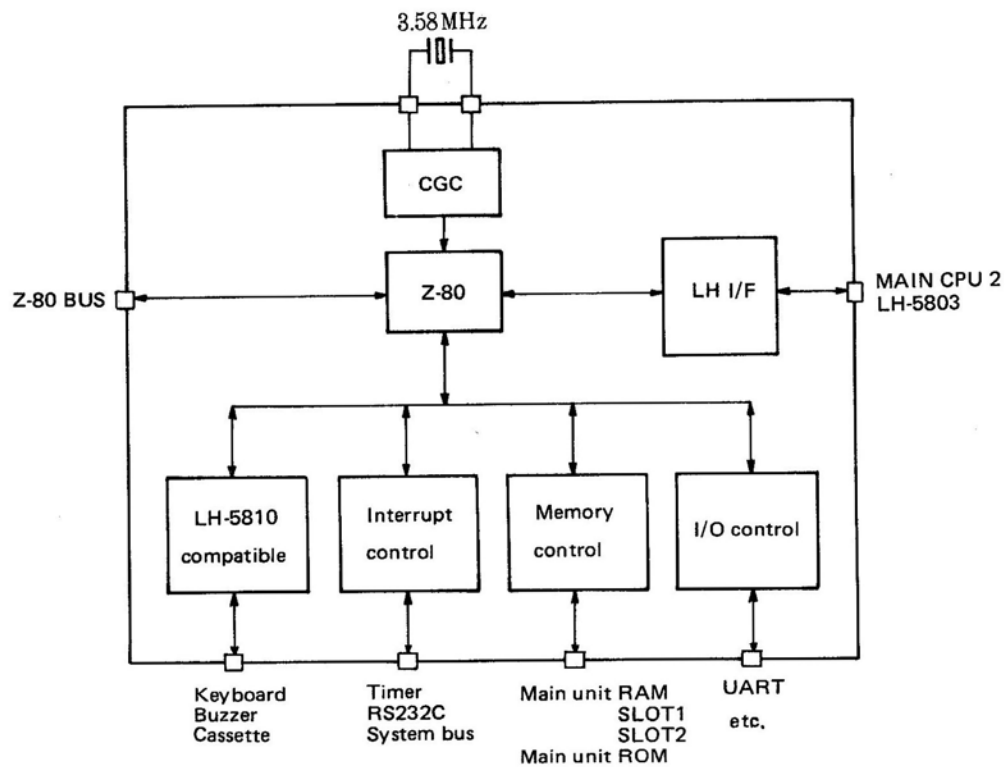 3.58MHz
CGC
Z-80 BUS
Z-80
LH I/F
MAIN CPU 2
LH-5803
LH-5810
compatible
Interrupt
control
Memory
control
I/O control
Keyboard
Buzzer
Cassette
Timer
RS232C
System bus
Main unit RAM
SLOT1
SLOT2
Main unit ROM
UART
etc.